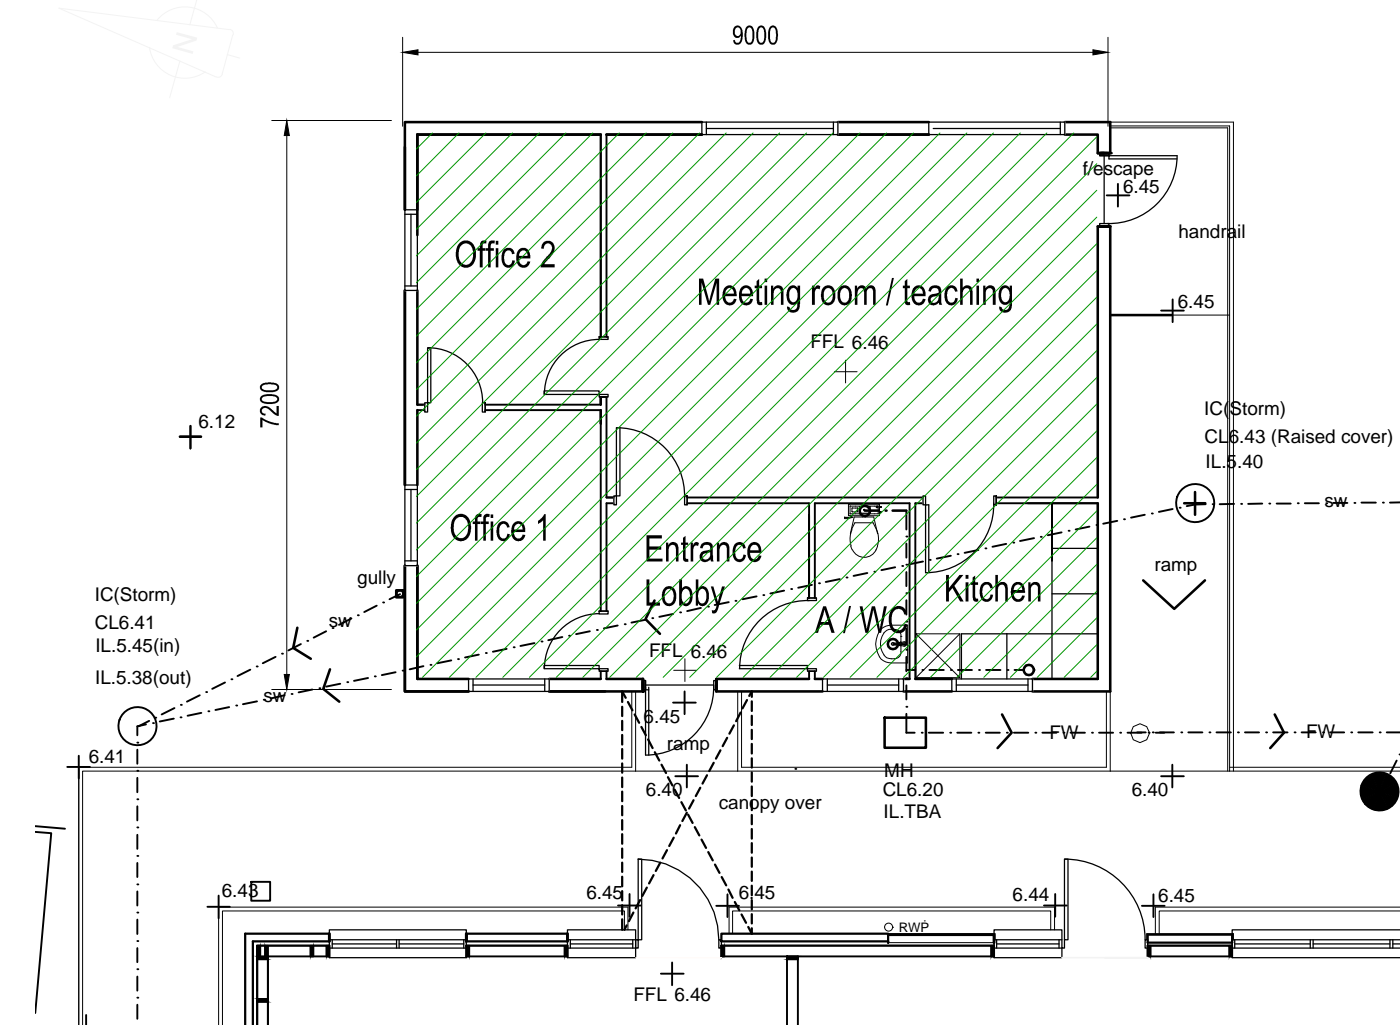 N
9000
f/escape
6.45
handrail
Office 2
Meeting room / teaching
6.45
FFL 6.46
7200
6.12
IC(Storm)
CL6.43 (Raised cover)
IL.5.40
sw
Office 1
Entrance
Lobby
ramp
gully
Kitchen
IC(Storm)
CL6.41
IL.5.45(in)
IL.5.38(out)
sw
A / WC
FFL 6.46
sw
6.45
ramp
FW
FW
6.41
MH
CL6.20
IL.TBA
6.40
canopy over
6.40
6.43
6.45
6.45
6.44
6.45
RWP
FFL 6.46